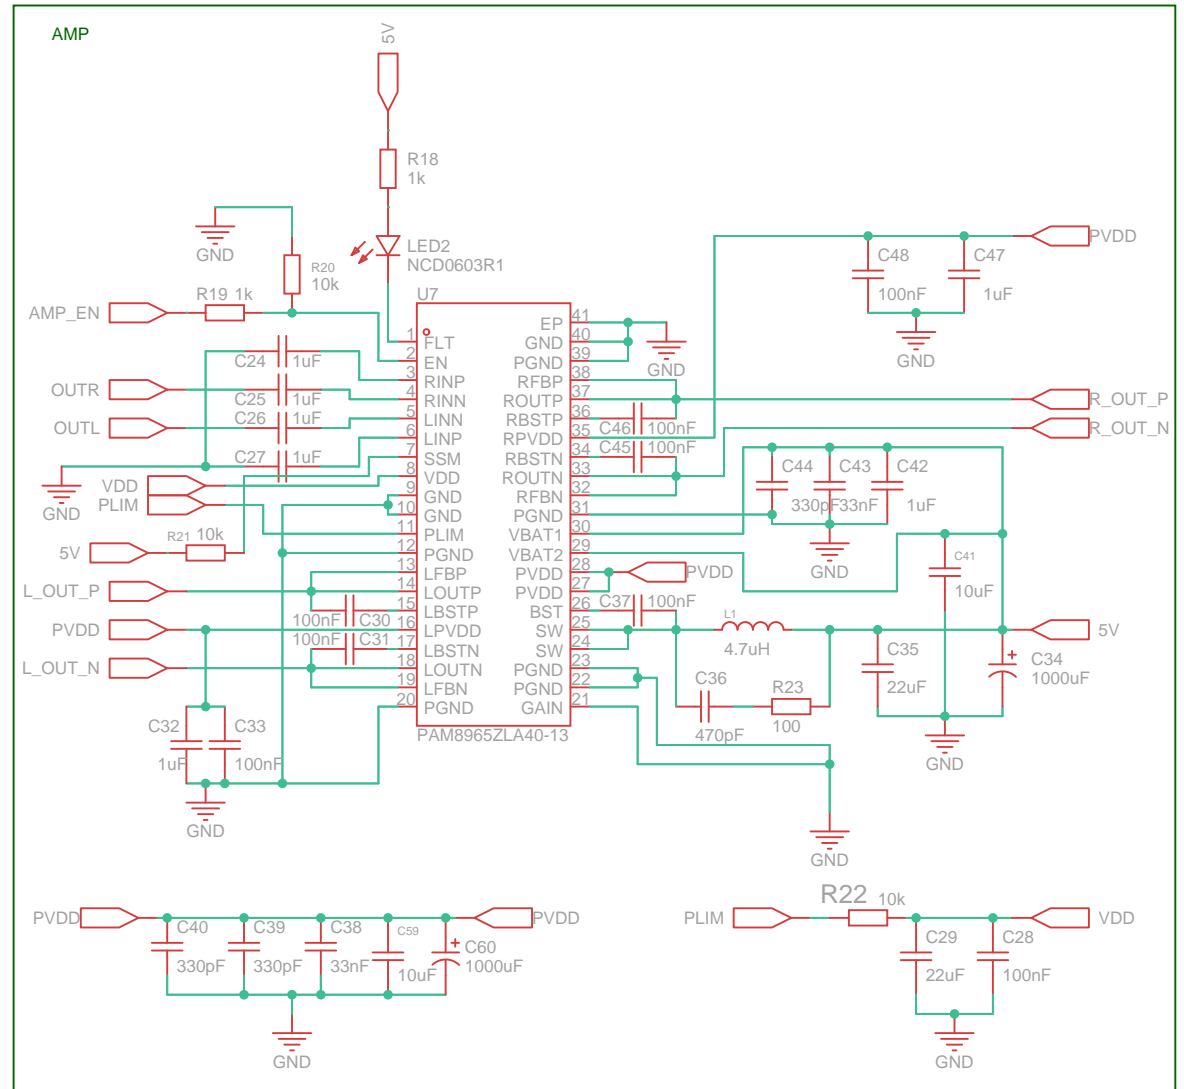 AMP
5V
R18
1k
LED2
NCD0603R1
GND
R20
10k
R19 1k
AMP_EN
U7
PVDD
C48
C47
100nF
1uF
GND
1
FLT
2
EN
3
RINP
4
RINN
5
LINN
6
LINP
7
SSM
8
VDD
9
GND
10
GND
11
PLIM
12
PGND
13
LFBP
14
LOUTP
15
LBSTP
16
LPVDD
17
LBSTN
18
LOUTN
19
LFBN
20
PGND
EP
41
GND
40
PGND
39
RFBP
38
ROUTP
37
RBSTP
36
RPVDD
35
RBSTN
34
ROUTN
33
RFBN
32
PGND
31
VBAT1
30
VBAT2
29
PVDD
28
PVDD
27
BST
26
SW
25
SW
24
PGND
23
PGND
22
GAIN
21
PAM8965ZLA40-13
GND
C24
1uF
OUTR
C25
1uF
OUTL
C26
1uF
C27
1uF
GND
VDD
PLIM
R21 10k
5V
L_OUT_P
100nF C30
PVDD
100nF C31
L_OUT_N
C32
C33
1uF
100nF
GND
R_OUT_P
C46 100nF
R_OUT_N
C45 100nF
C44
C43
C42
330pF
33nF
1uF
GND
C41
10uF
PVDD
C37 100nF
L1
4.7uH
5V
C35
22uF
C34
1000uF
C36
470pF
R23
100
GND
GND
PVDD
PVDD
C40
C39
C38
C59
C60
330pF
330pF
33nF
10uF
1000uF
GND
PLIM
R22 10k
VDD
C29
C28
22uF
100nF
GND